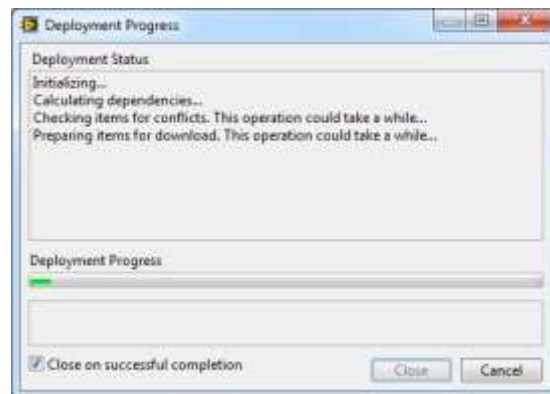 Deployment Progress
Deployment Status
Initializing...
Calculating dependencies...
Checking items for conflicts. This operation could take a while...
Preparing items for download. This operation could take a while...
Deployment Progress
Close on successful completion
Close
Cancel